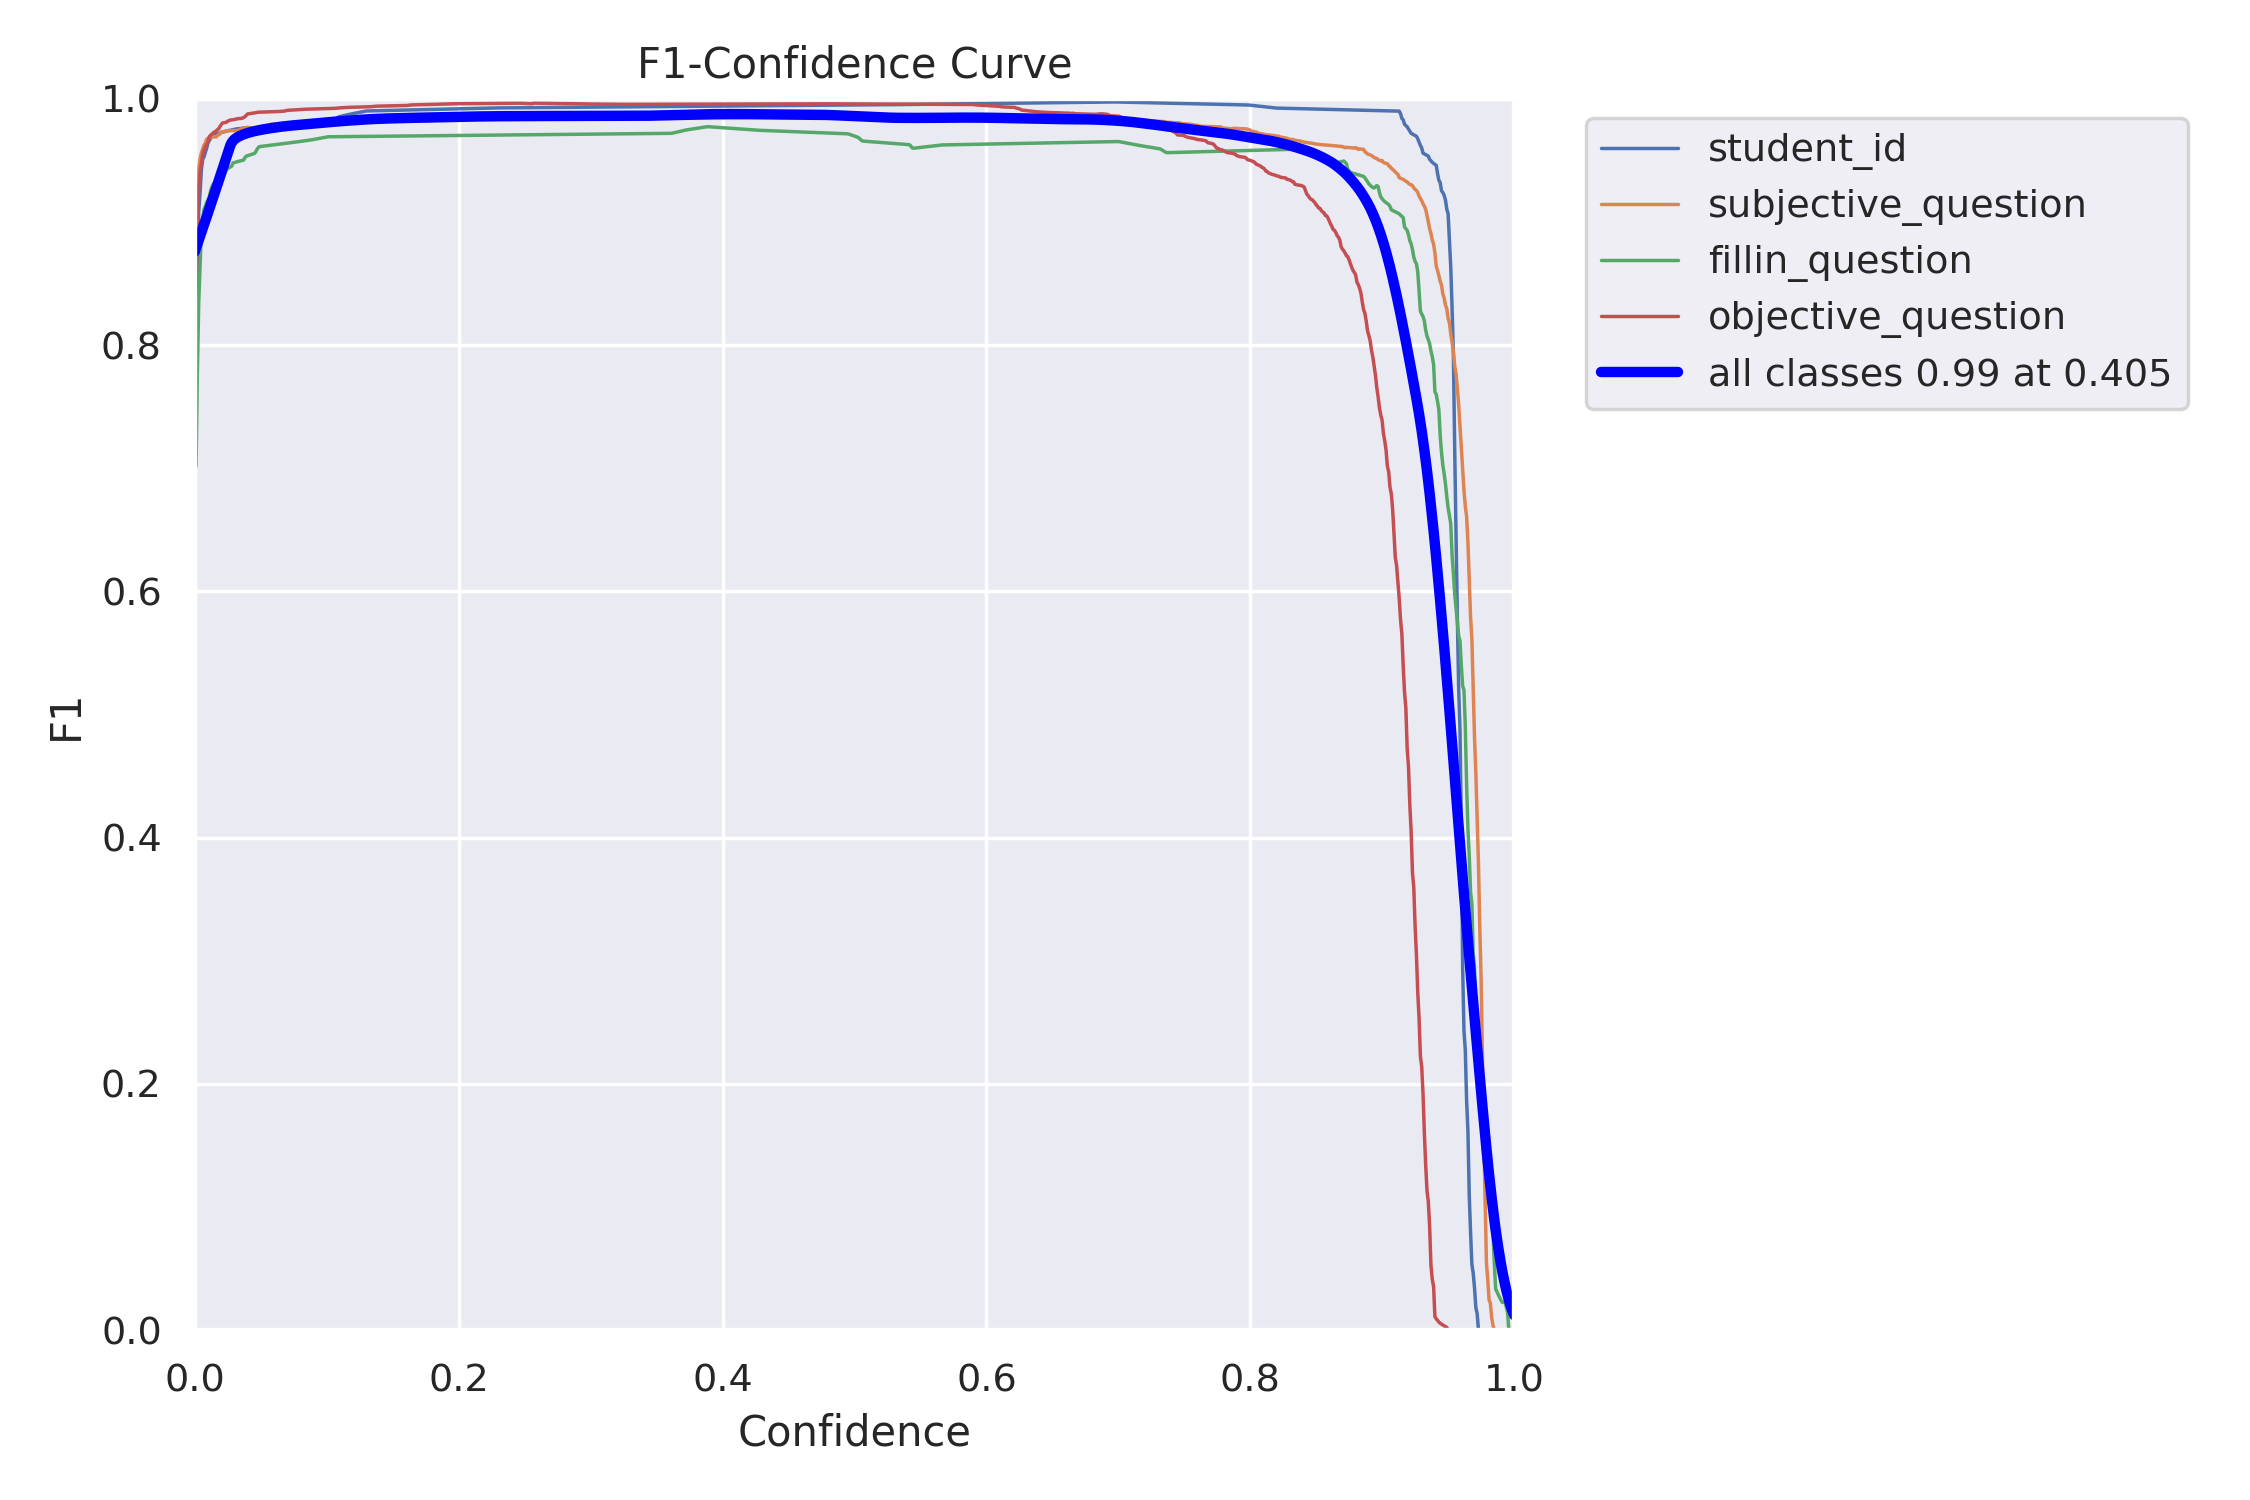 F1-Confidence Curve
1.0
0.8
0.6
0.4
0.2
0.0
F1
0.0 0.2 0.4 0.6 0.8 1.0
Confidence
student_id
subjective_question
fillin_question
objective_question
all classes 0.99 at 0.405